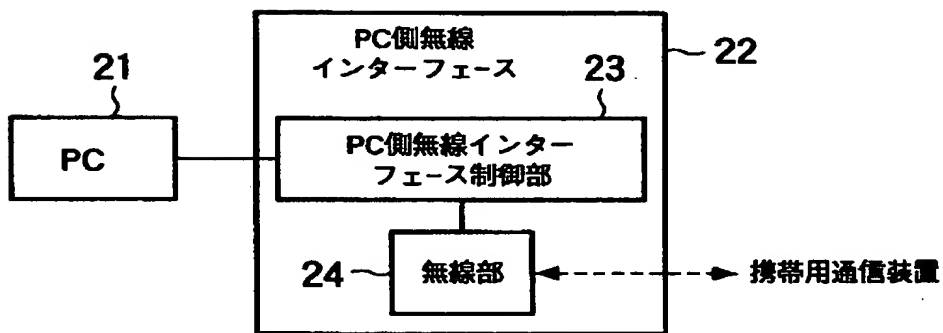 PC側無線
インターフェース
22
21
23
PC
PC側無線インター
フェース制御部
24
無線部
携帯用通信装置